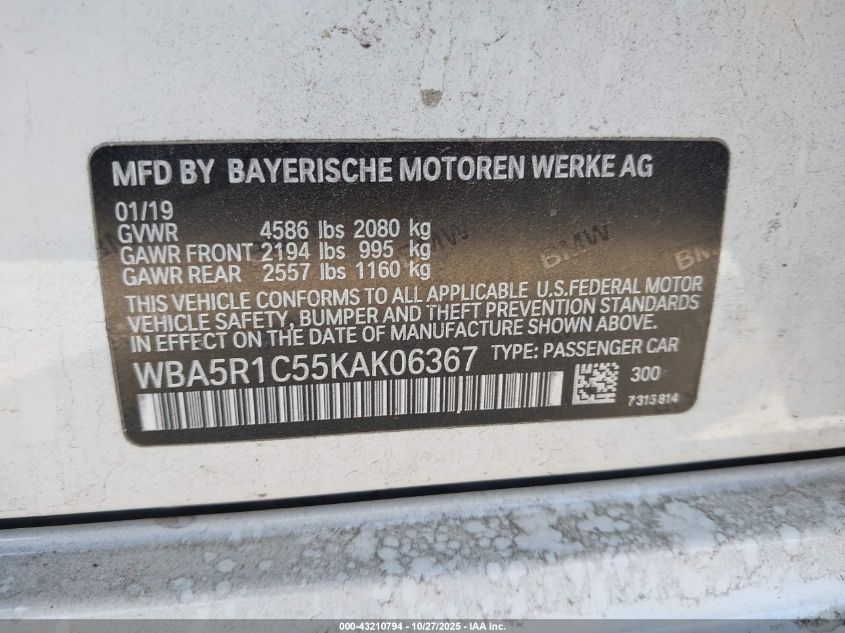 MFD BY BAYERISCHE MOTOREN WERKE AG
01/19
GVWR 4586 lbs 2080 kg
GAWR FRONT 2194 lbs 995 kg
GAWR REAR 2557 lbs 1160 kg
THIS VEHICLE CONFORMS TO ALL APPLICABLE U.S.FEDERAL MOTOR
VEHICLE SAFETY, BUMPER AND THEFT PREVENTION STANDARDS
IN EFFECT ON THE DATE OF MANUFACTURE SHOWN ABOVE.
WBA5R1C55KAK06367 TYPE: PASSENGER CAR
300
7315814
000-43210794 | 10/27/2025 | WWW.IAAI.COM